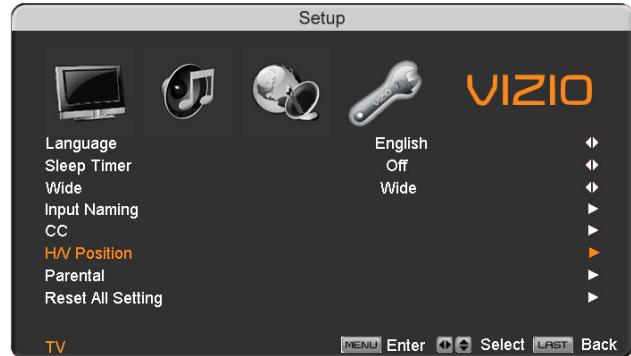 Setup
VIZIO
Language English
Sleep Timer Off
Wide Wide
Input Naming
CC
H/V Position
Parental
Reset All Setting
TV MENU Enter Select LAST Back